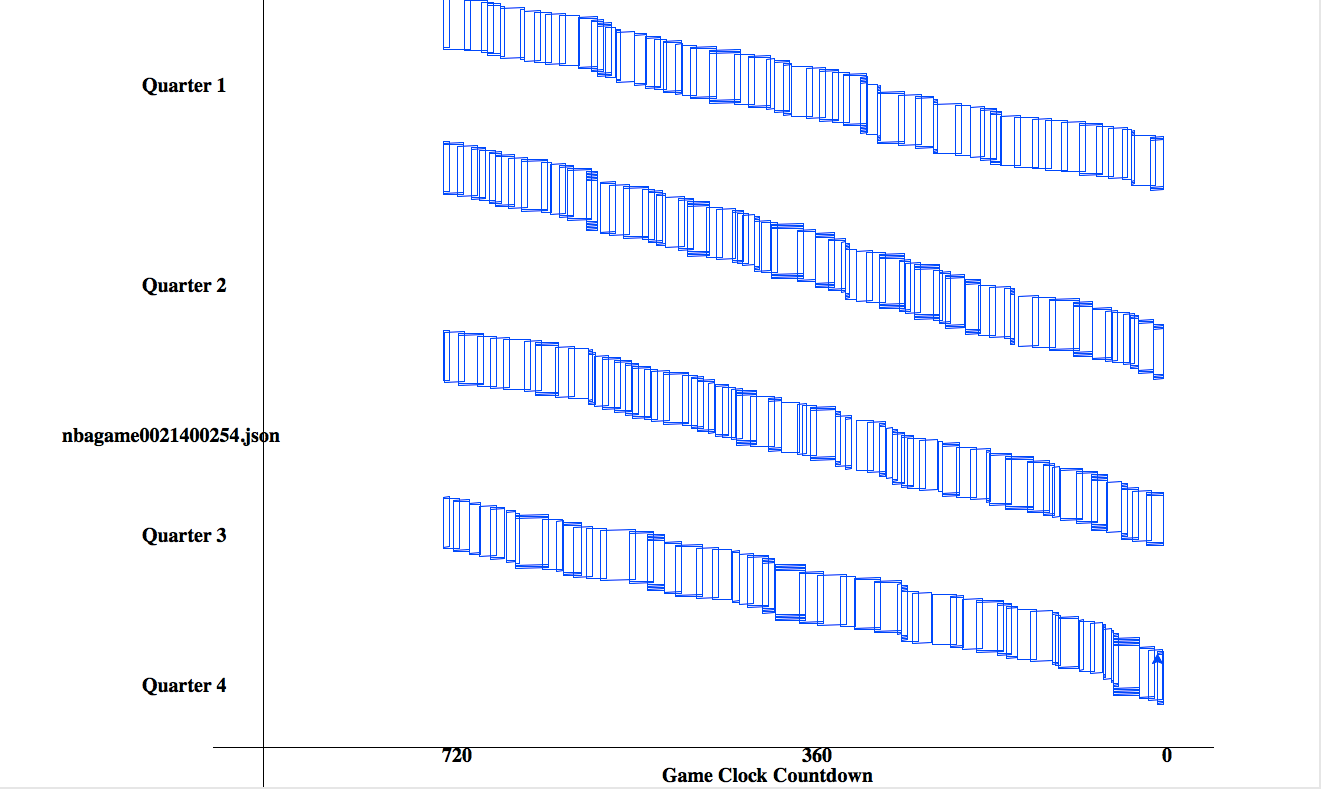 Quarter 1
Quarter 2
nbagame0021400254.json
Quarter 3
Quarter 4
720 360 0
Game Clock Countdown